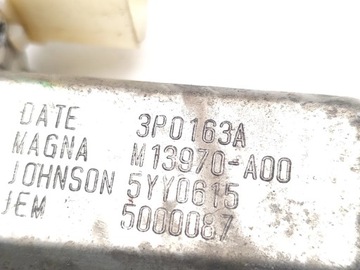 DATE 3P0163A
MAGNA M13970-A00
JOHNSON 5YY0615
JEM 5000087